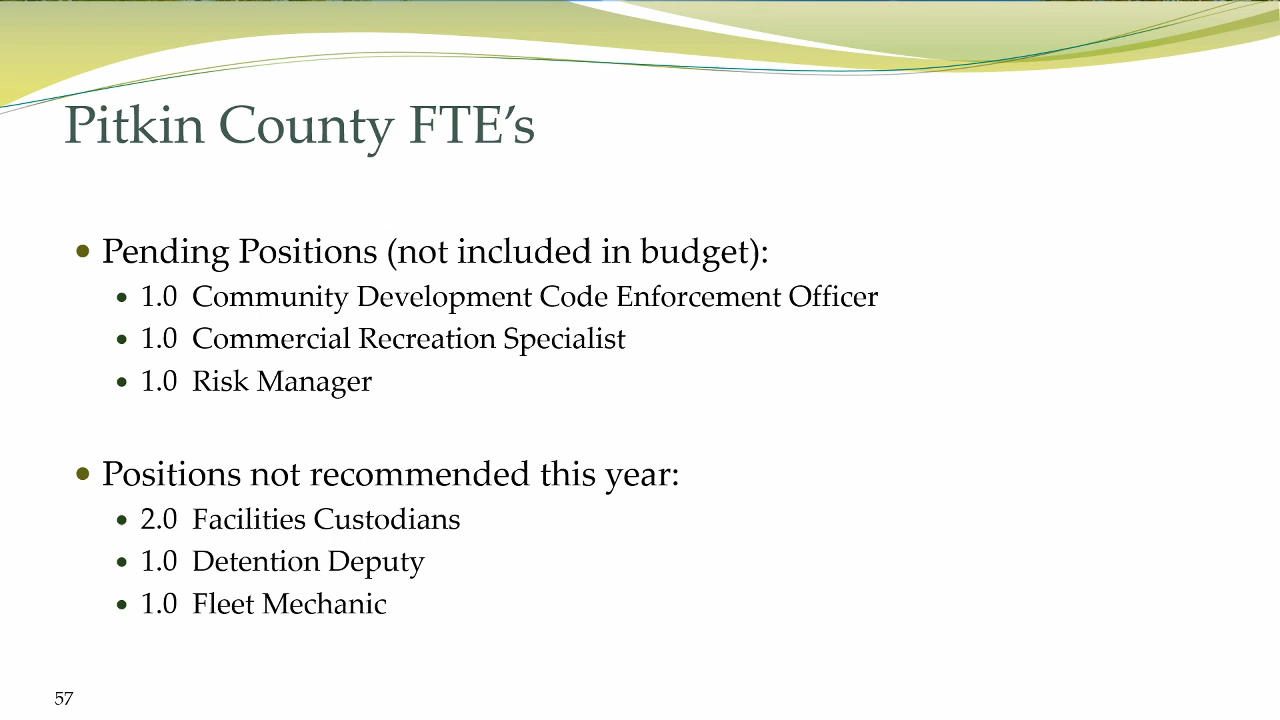 Pitkin County FTE’s
• Pending Positions (not included in budget):
• 1.0 Community Development Code Enforcement Officer
• 1.0 Commercial Recreation Specialist
• 1.0 Risk Manager
• Positions not recommended this year:
• 2.0 Facilities Custodians
• 1.0 Detention Deputy
• 1.0 Fleet Mechanic
57